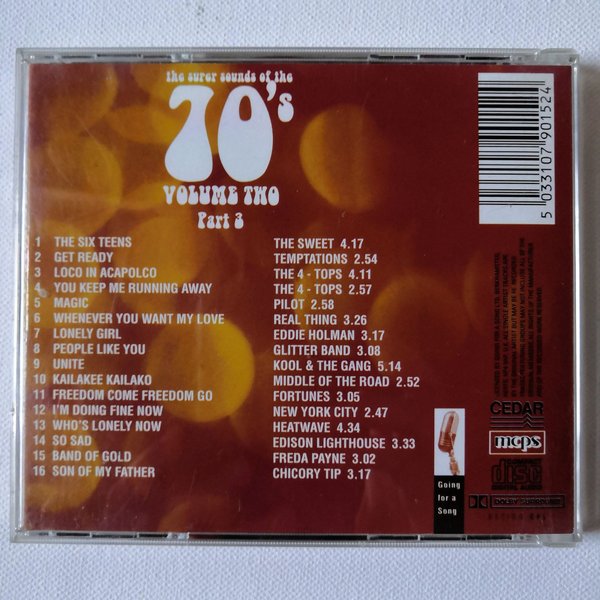 the super sounds of the
70's
VOLUME TWO
Part 3
1 THE SIX TEENS THE SWEET 4.17
2 GET READY TEMPTATIONS 2.54
3 LOCO IN ACAPOLCO THE 4 - TOPS 4.11
4 YOU KEEP ME RUNNING AWAY THE 4 - TOPS 2.57
5 MAGIC PILOT 2.58
6 WHENEVER YOU WANT MY LOVE REAL THING 3.26
7 LONELY GIRL EDDIE HOLMAN 3.17
8 PEOPLE LIKE YOU GLITTER BAND 3.08
9 UNITE KOOL & THE GANG 5.14
10 KAILAKEE KAILAKO MIDDLE OF THE ROAD 2.52
11 FREEDOM COME FREEDOM GO FORTUNES 3.05
12 I'M DOING FINE NOW NEW YORK CITY 2.47
13 WHO'S LONELY NOW HEATWAVE 4.34
14 SO SAD EDISON LIGHTHOUSE 3.33
15 BAND OF GOLD FREDA PAYNE 3.02
16 SON OF MY FATHER CHICORY TIP 3.17
Going
for a
Song
5 033107 901524
CEDAR
mcps
disc
DIGITAL AUDIO
DOLBY SURROUND